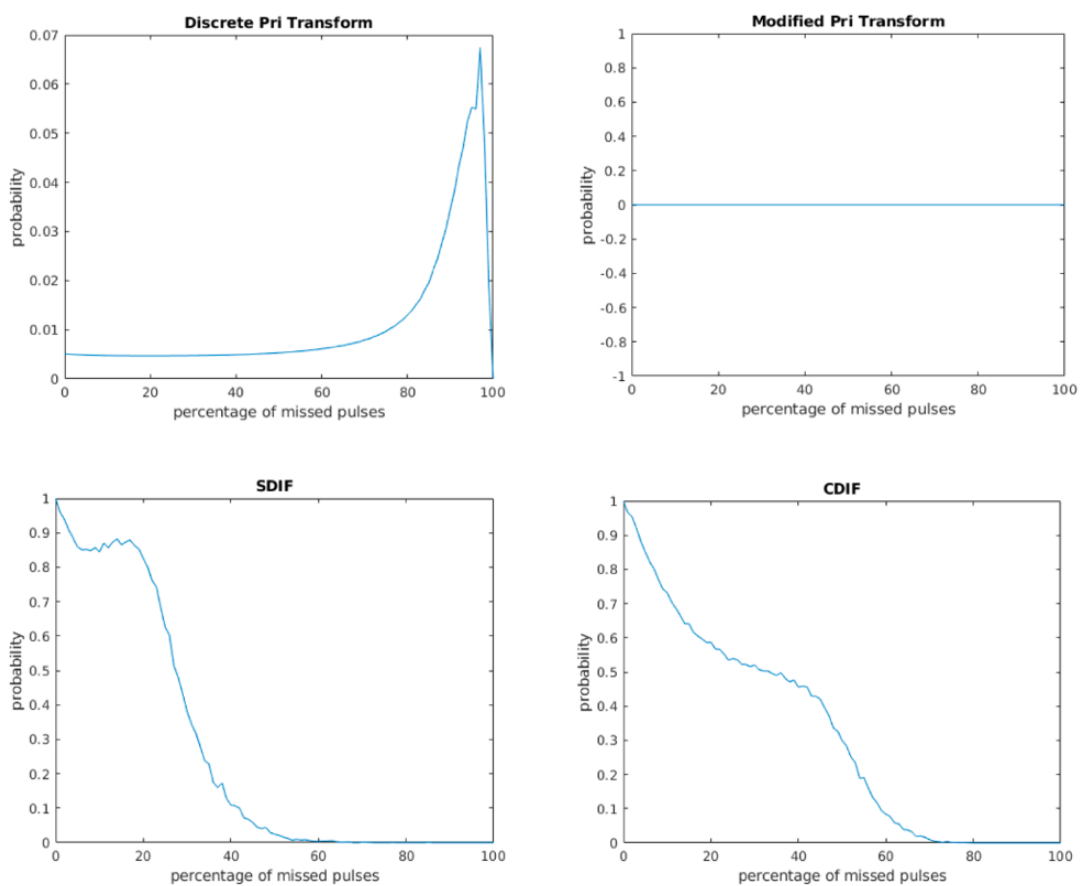 Discrete Pri Transform
0.07
0.06
0.05
0.04
0.03
0.02
0.01
0
probability
0 20 40 60 80 100
percentage of missed pulses
Modified Pri Transform
1
0.8
0.6
0.4
0.2
0
-0.2
-0.4
-0.6
-0.8
-1
probability
0 20 40 60 80 100
percentage of missed pulses
SDIF
1
0.9
0.8
0.7
0.6
0.5
0.4
0.3
0.2
0.1
0
probability
0 20 40 60 80 100
percentage of missed pulses
CDIF
1
0.9
0.8
0.7
0.6
0.5
0.4
0.3
0.2
0.1
0
probability
0 20 40 60 80 100
percentage of missed pulses